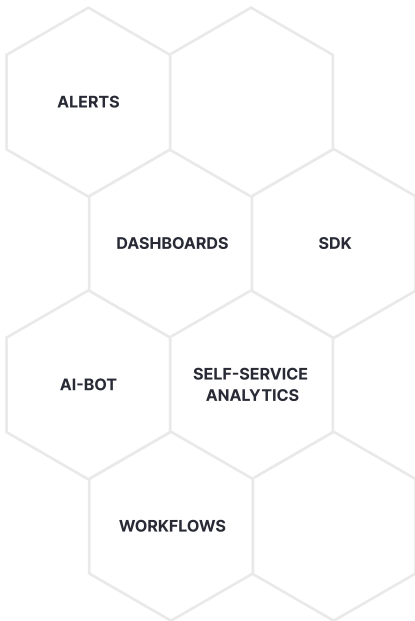 ALERTS
DASHBOARDS
SDK
AI-BOT
SELF-SERVICE
ANALYTICS
WORKFLOWS